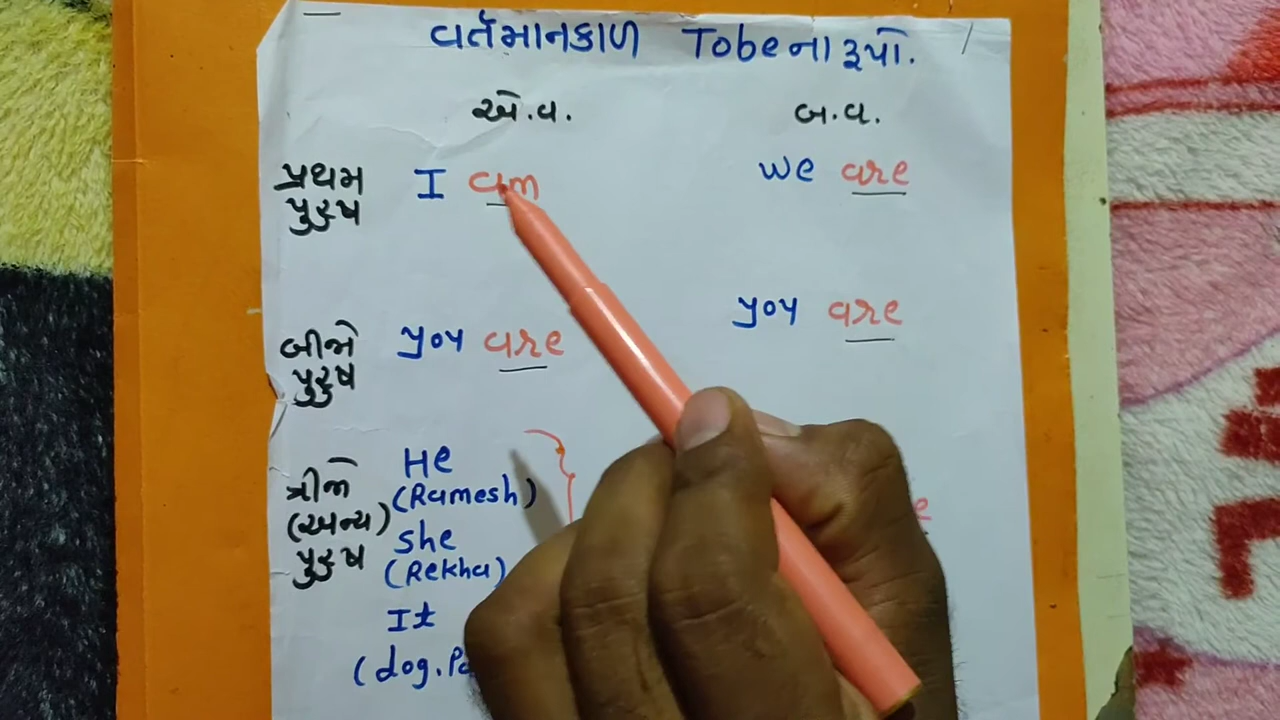 વર્તમાનકાળ Tobeના રૂપો.
એ.વ. બ.વ.
પ્રથમ પુરુષ I am we are
બીજો પુરુષ you are you are
ત્રીજો (અન્ય) પુરુષ
He
(Ramesh)
She
(Rekha)
It
(dog.